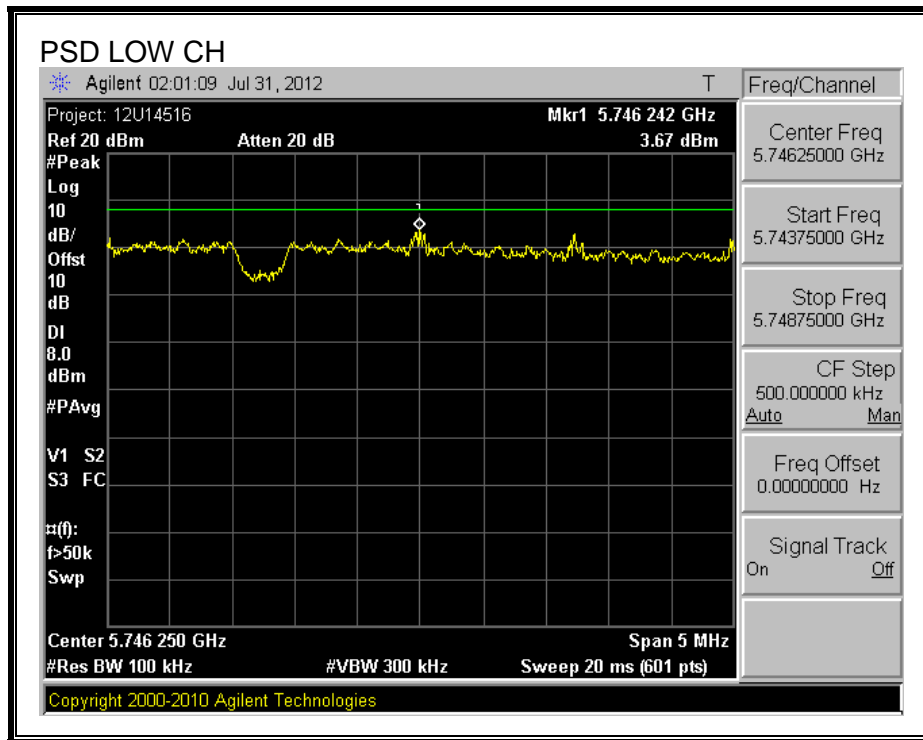 PSD LOW CH
Agilent 02:01:09 Jul 31, 2012 T
Freq/Channel
Project: 12U14516 Mkr1 5.746 242 GHz
Ref 20 dBm Atten 20 dB 3.67 dBm
#Peak
Log
10
dB/
Offst
10
dB
DI
8.0
dBm
#PAvg
V1 S2
S3 FC
¤(f):
f>50k
Swp
1
Center 5.746 250 GHz Span 5 MHz
#Res BW 100 kHz #VBW 300 kHz Sweep 20 ms (601 pts)
Copyright 2000-2010 Agilent Technologies
Center Freq
5.74625000 GHz
Start Freq
5.74375000 GHz
Stop Freq
5.74875000 GHz
CF Step
500.000000 kHz
Auto Man
Freq Offset
0.00000000 Hz
Signal Track
On Off